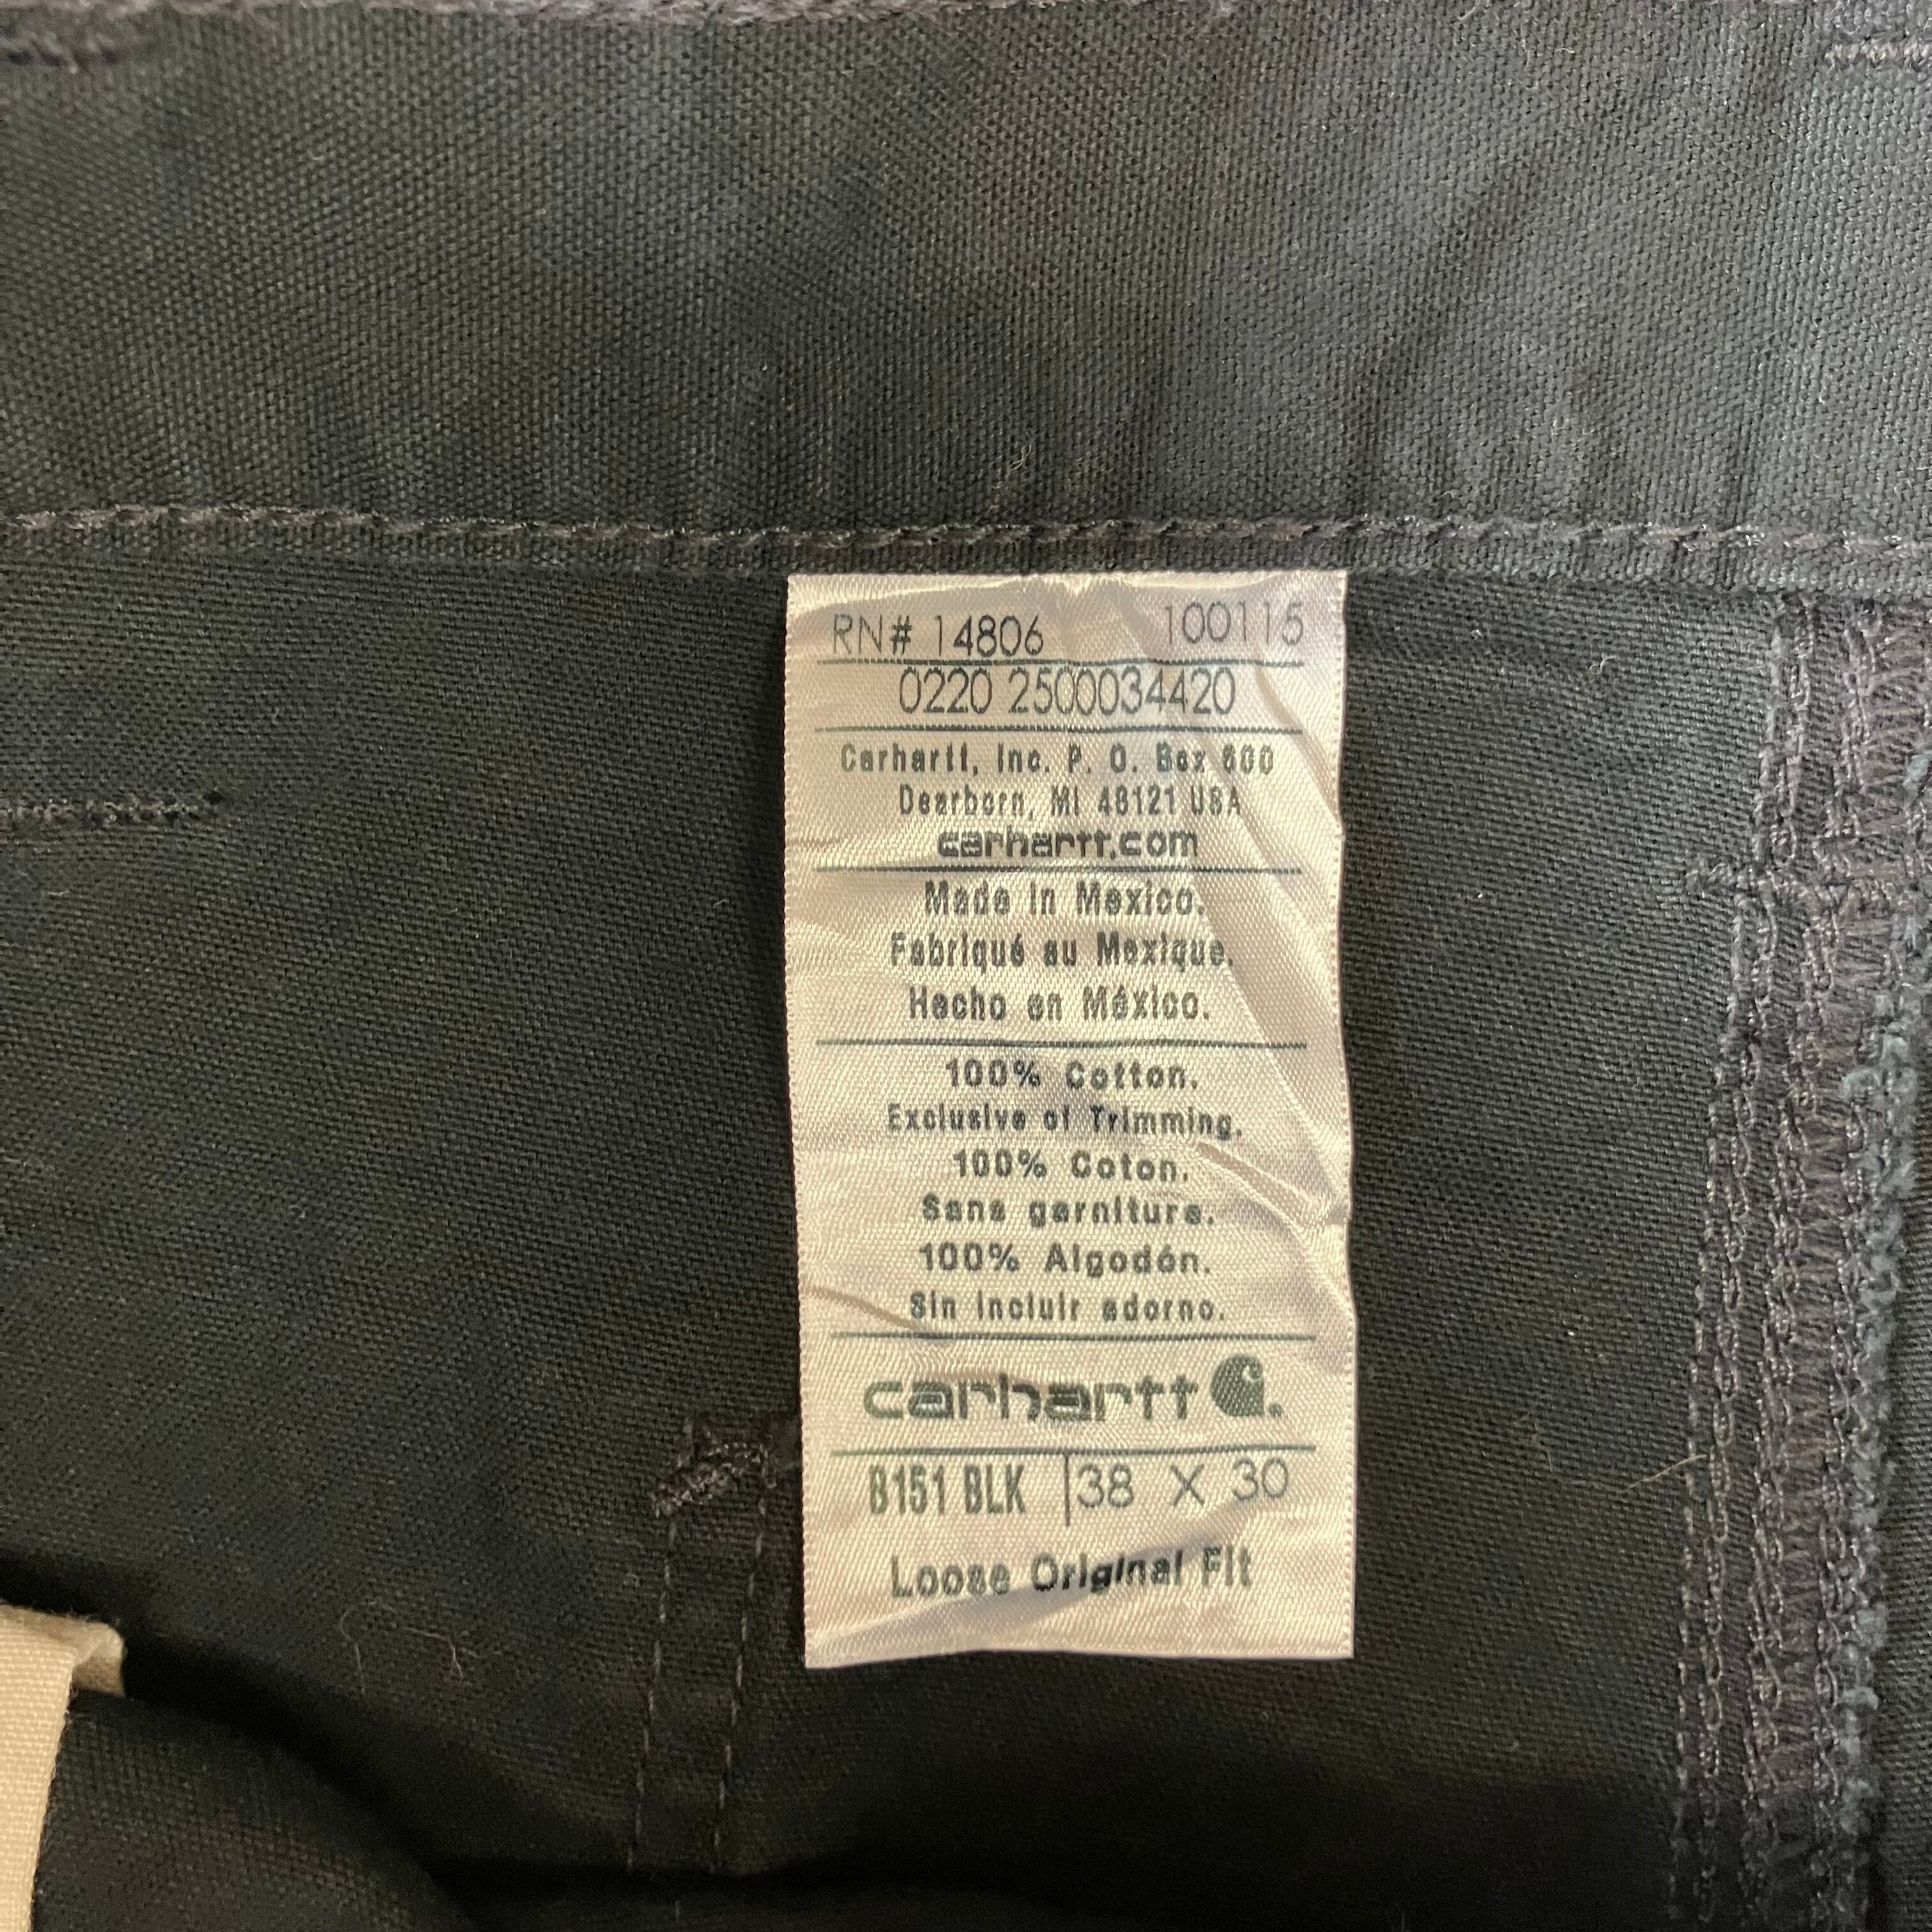 RN# 14806 100115
0220 2500034420
Carhartt, Inc. P. O. Box 600
Dearborn, MI 48121 USA
carhartt.com
Made in Mexico.
Fabriqué au Mexique.
Hecho en México.
100% Cotton.
Exclusive of Trimming.
100% Coton.
Sans garniture.
100% Algodón.
Sin incluir adorno.
carhartt
B151 BLK 38 X 30
Loose Original Fit